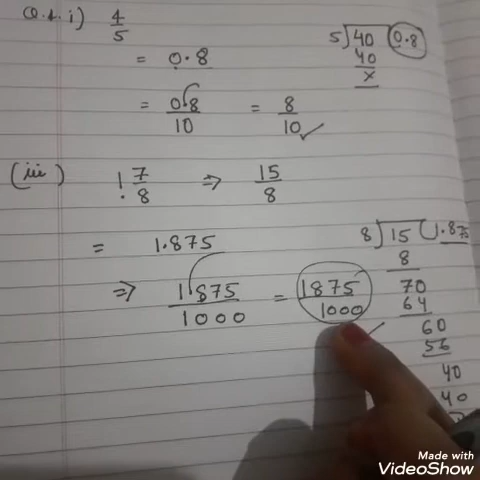 Q.1. i) 4/5
= 0.8
= 0.8/10 = 8/10 ✓
5)40(0.8
40
x
(iii) 1 7/8 ⇒ 15/8
= 1.875
⇒ 1.875/1000 = 1875/1000
8)15(1.875
8
70
64
60
56
40
40
Made with
VideoShow